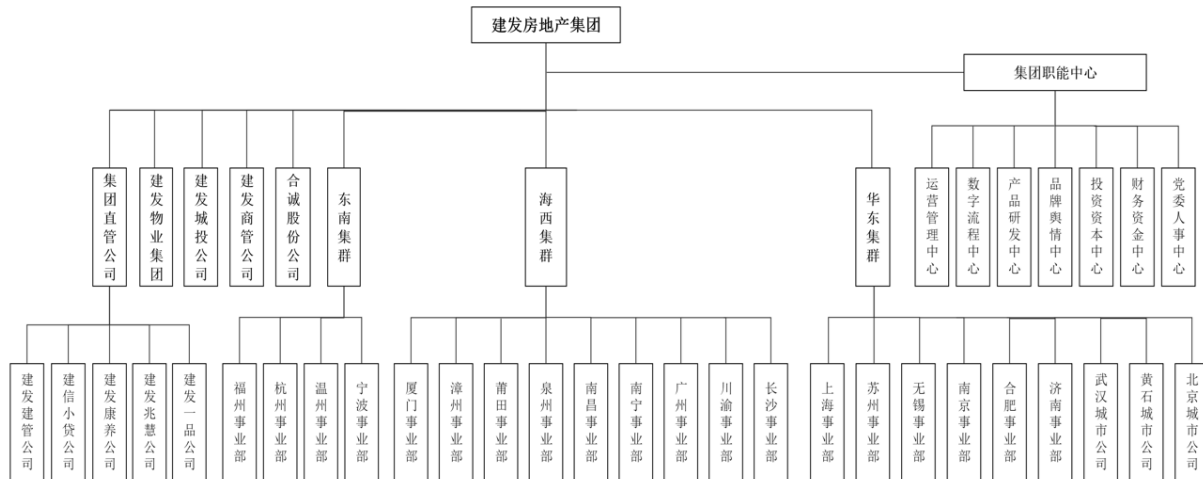 建发房地产集团
集团职能中心
集团直管公司
建发物业集团
建发城投公司
建发商管公司
合诚股份公司
东南集群
海西集群
华东集群
运营管理中心
数字流程中心
产品研发中心
品牌舆情中心
投资资本中心
财务资金中心
党委人事中心
建发建管公司
建信小贷公司
建发康养公司
建发兆慧公司
建发一品公司
福州事业部
杭州事业部
温州事业部
宁波事业部
厦门事业部
漳州事业部
莆田事业部
泉州事业部
南昌事业部
南宁事业部
广州事业部
川渝事业部
长沙事业部
上海事业部
苏州事业部
无锡事业部
南京事业部
合肥事业部
济南事业部
武汉城市公司
黄石城市公司
北京城市公司